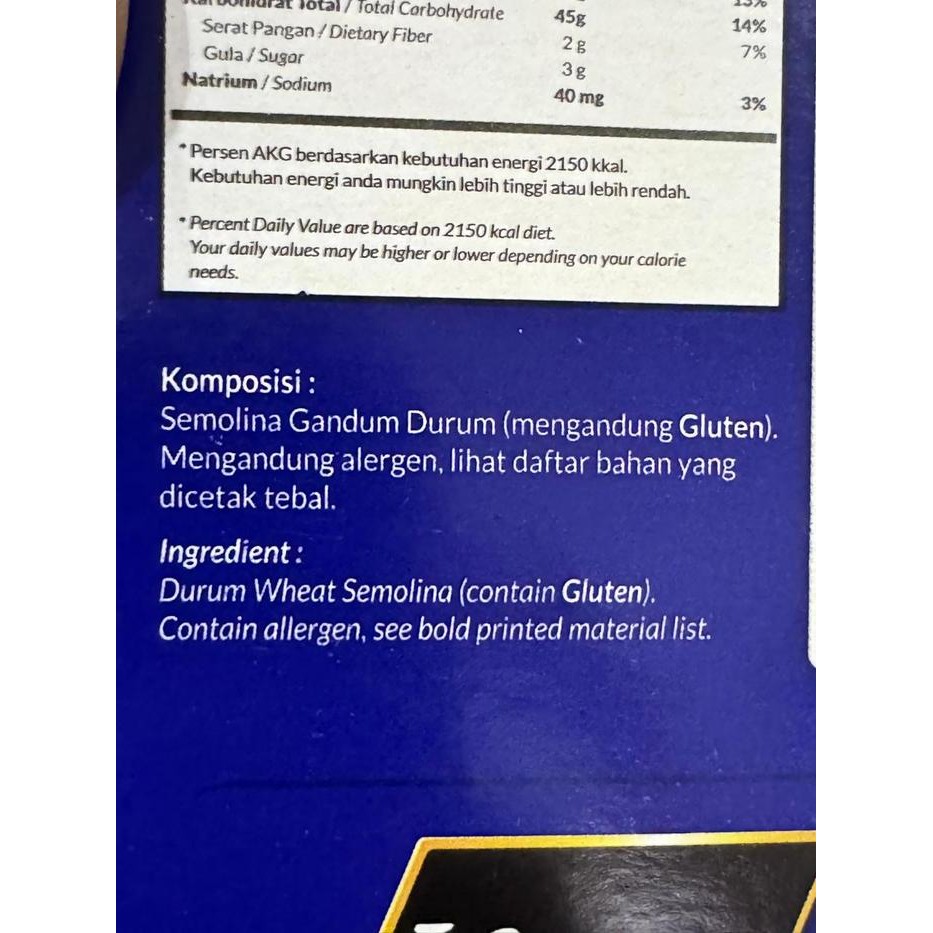 Total / Total Carbohydrate 45g 14%
Serat Pangan / Dietary Fiber 2 g 7%
Gula / Sugar 3 g
Natrium / Sodium 40 mg 3%
* Persen AKG berdasarkan kebutuhan energi 2150 kkal.
Kebutuhan energi anda mungkin lebih tinggi atau lebih rendah.
* Percent Daily Value are based on 2150 kcal diet.
Your daily values may be higher or lower depending on your calorie
needs.
Komposisi :
Semolina Gandum Durum (mengandung Gluten).
Mengandung alergen, lihat daftar bahan yang
dicetak tebal.
Ingredient :
Durum Wheat Semolina (contain Gluten).
Contain allergen, see bold printed material list.